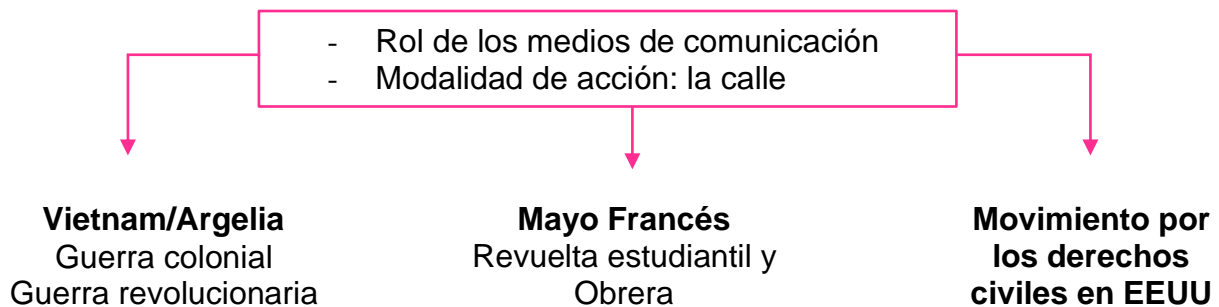 - Rol de los medios de comunicación
- Modalidad de acción: la calle
Vietnam/Argelia
Guerra colonial
Guerra revolucionaria
Mayo Francés
Revuelta estudiantil y
Obrera
Movimiento por
los derechos
civiles en EEUU